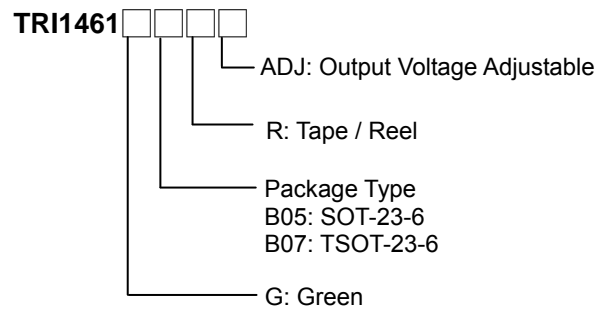 TRI1461□□□□
ADJ: Output Voltage Adjustable
R: Tape / Reel
Package Type
B05: SOT-23-6
B07: TSOT-23-6
G: Green